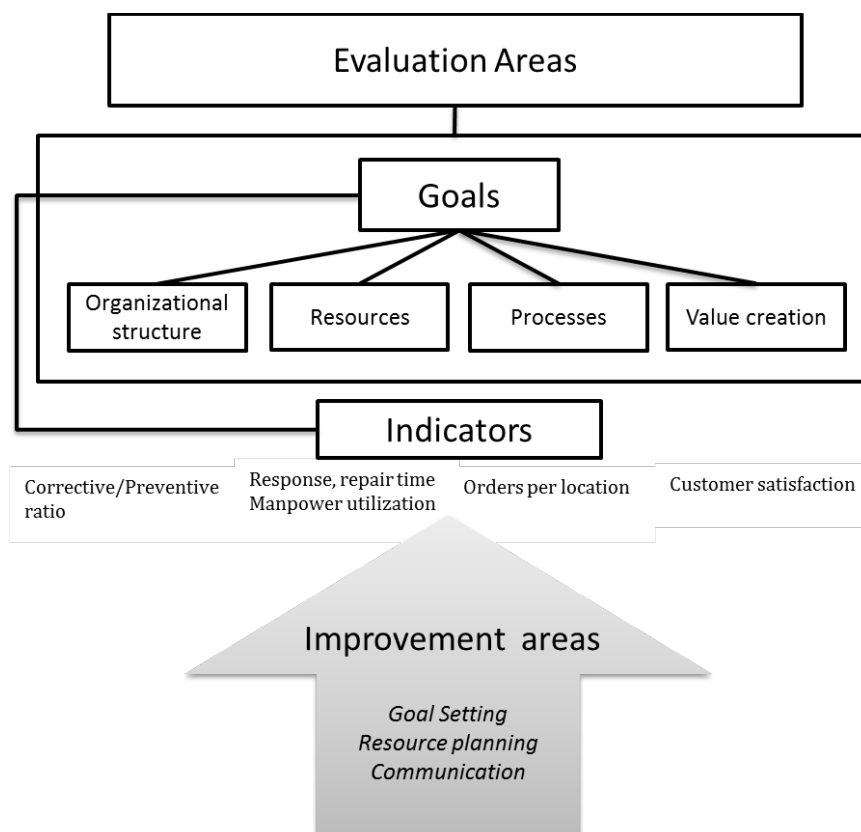 Evaluation Areas
Goals
Organizational
structure
Resources
Processes
Value creation
Indicators
Corrective/Preventive
ratio
Response, repair time
Manpower utilization
Orders per location
Customer satisfaction
Improvement areas
Goal Setting
Resource planning
Communication